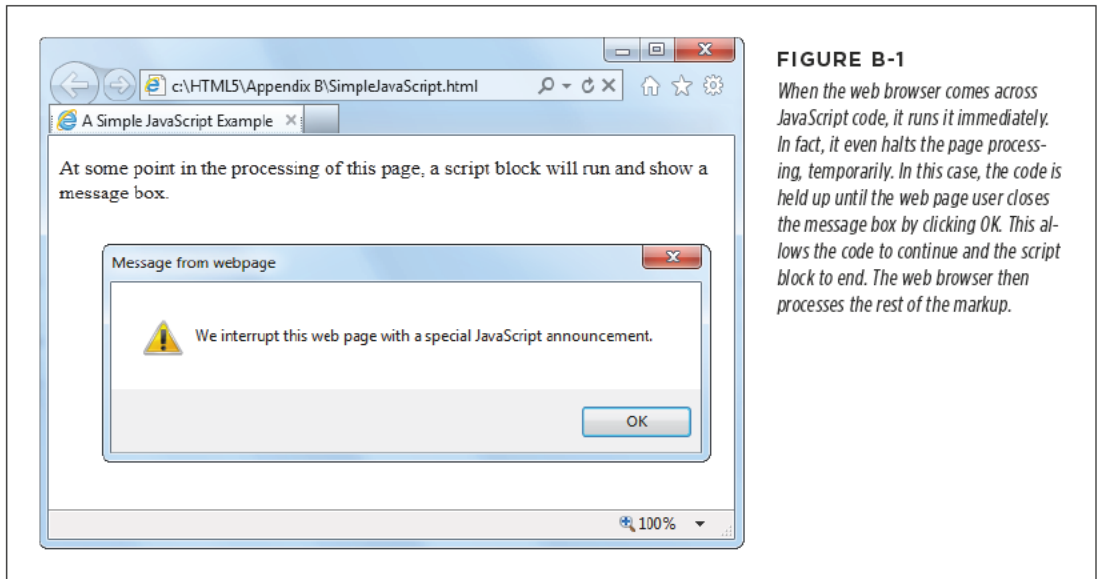 c:\HTML5\Appendix B\SimpleJavaScript.html
A Simple JavaScript Example
At some point in the processing of this page, a script block will run and show a
message box.
Message from webpage
We interrupt this web page with a special JavaScript announcement.
OK
100%
FIGURE B-1
When the web browser comes across
JavaScript code, it runs it immediately.
In fact, it even halts the page process-
ing, temporarily. In this case, the code is
held up until the web page user closes
the message box by clicking OK. This al-
lows the code to continue and the script
block to end. The web browser then
processes the rest of the markup.